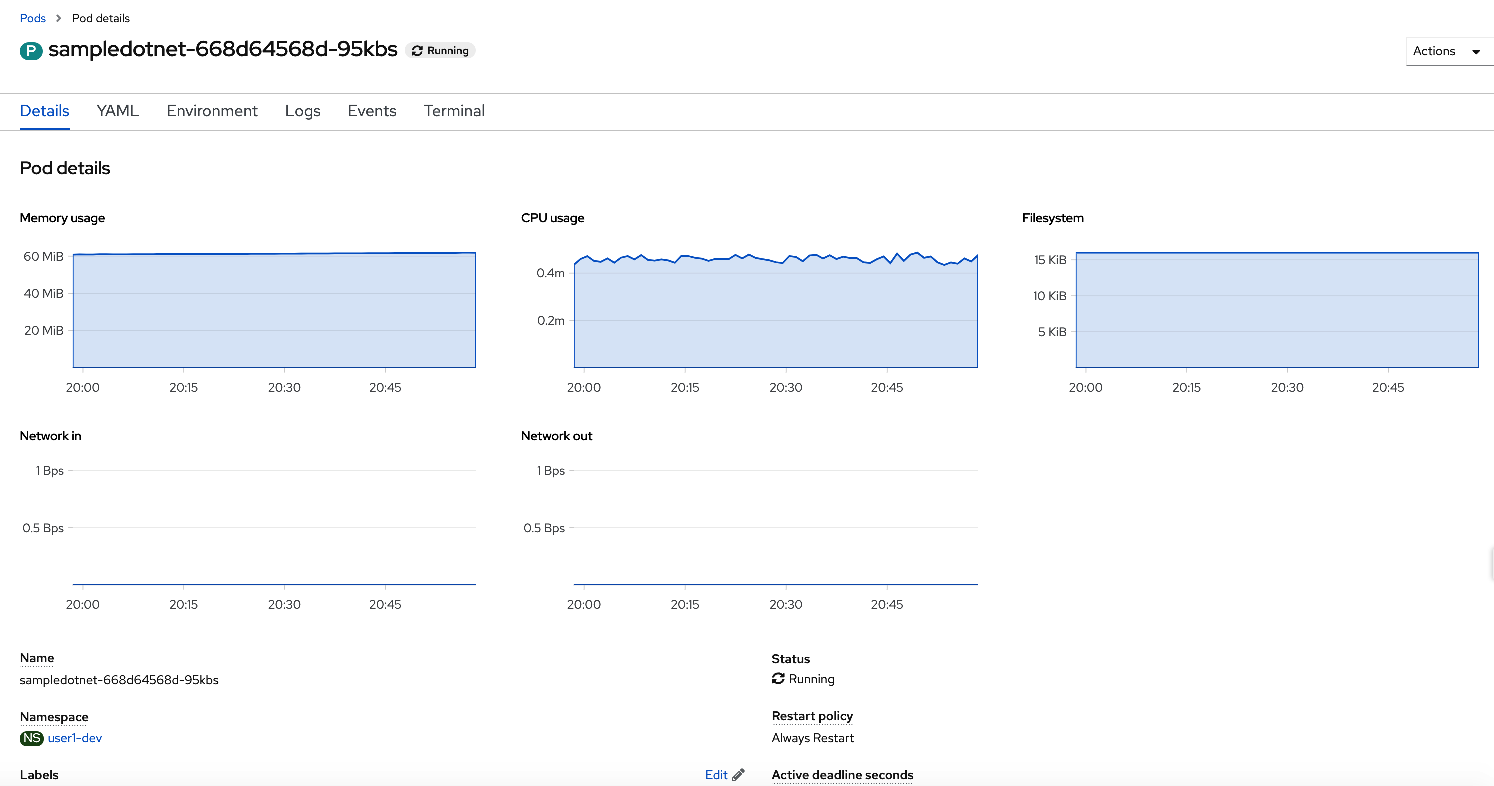 Pods > Pod details
P sampledotnet-668d64568d-95kbs Running
Actions
Details YAML Environment Logs Events Terminal
Pod details
Memory usage
60 MiB
40 MiB
20 MiB
20:00 20:15 20:30 20:45
CPU usage
0.4m
0.2m
20:00 20:15 20:30 20:45
Filesystem
15 KiB
10 KiB
5 KiB
20:00 20:15 20:30 20:45
Network in
1 Bps
0.5 Bps
20:00 20:15 20:30 20:45
Network out
1 Bps
0.5 Bps
20:00 20:15 20:30 20:45
Name
sampledotnet-668d64568d-95kbs
Namespace
NS user1-dev
Labels Edit
Status
Running
Restart policy
Always Restart
Active deadline seconds